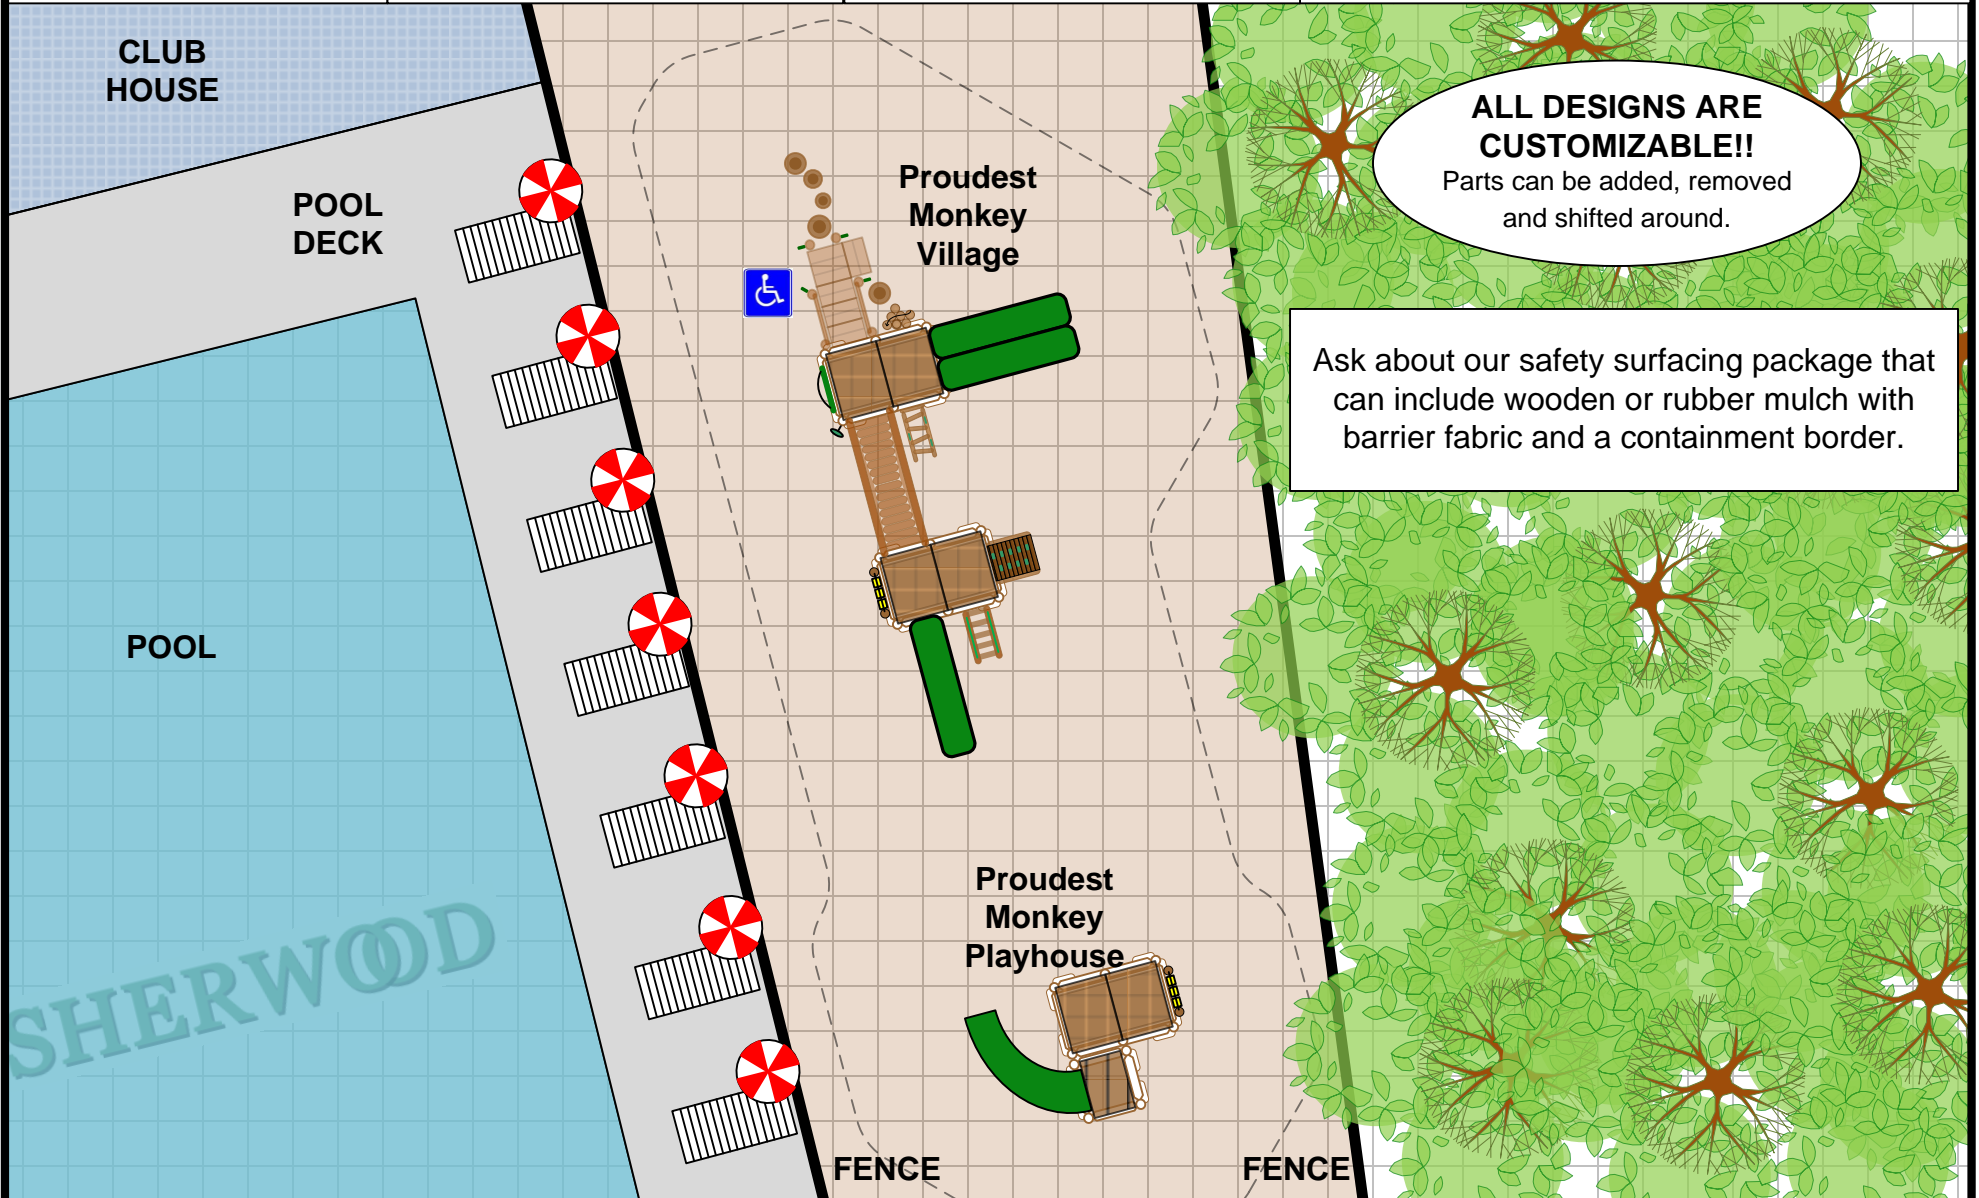 CLUB
HOUSE
POOL
DECK
POOL
SHERWOOD
Proudest
Monkey
Village
Proudest
Monkey
Playhouse
FENCE
FENCE
ALL DESIGNS ARE
CUSTOMIZABLE!!
Parts can be added, removed
and shifted around.
Ask about our safety surfacing package that
can include wooden or rubber mulch with
barrier fabric and a containment border.